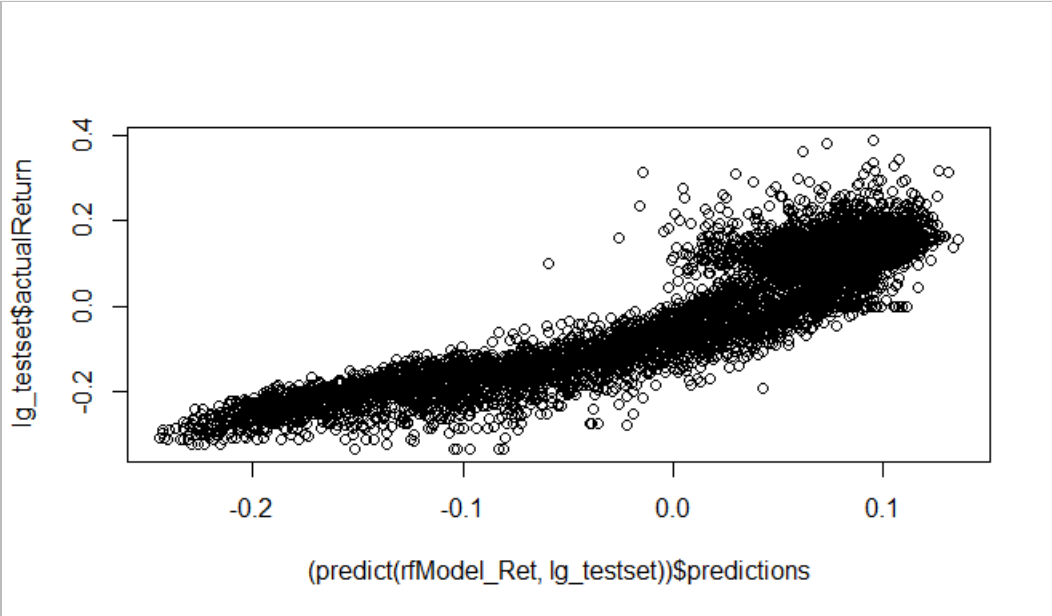 0.4
0.2
0.0
-0.2
lg_testset$actualReturn
-0.2 -0.1 0.0 0.1
(predict(rfModel_Ret, lg_testset))$predictions